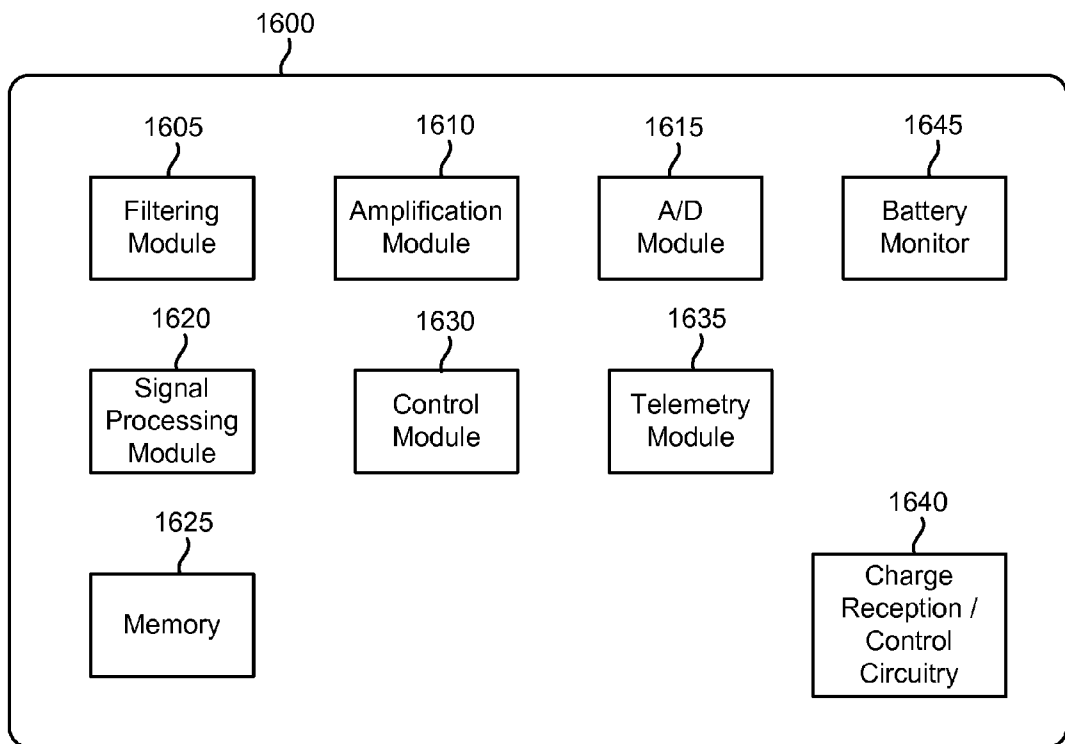 1600
1605
1610
1615
1645
Filtering
Module
Amplification
Module
A/D
Module
Battery
Monitor
1620
1630
1635
Signal
Processing
Module
Control
Module
Telemetry
Module
1625
1640
Memory
Charge
Reception /
Control
Circuitry